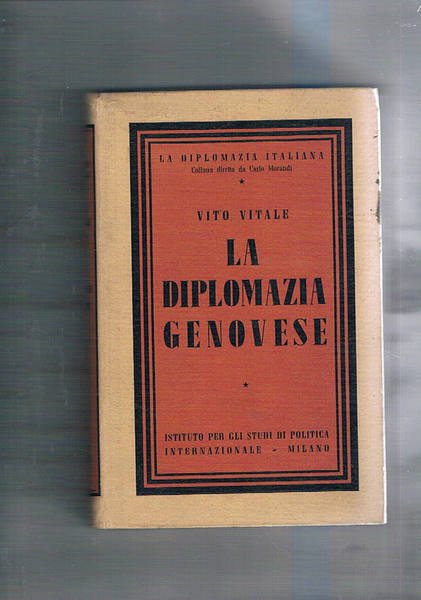 LA DIPLOMAZIA ITALIANA
Collana diretta da Carlo Morandi
VITO VITALE
LA
DIPLOMAZIA
GENOVESE
ISTITUTO PER GLI STUDI DI POLITICA
INTERNAZIONALE - MILANO